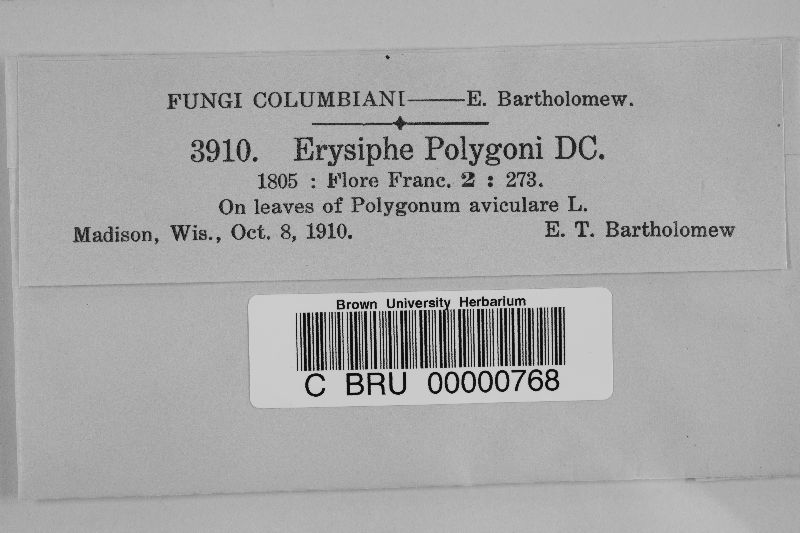 FUNGI COLUMBIANI——E. Bartholomew.
3910. Erysiphe Polygoni DC.
1805 : Flore Franc. 2 : 273.
On leaves of Polygonum aviculare L.
Madison, Wis., Oct. 8, 1910. E. T. Bartholomew
Brown University Herbarium
C BRU 00000768